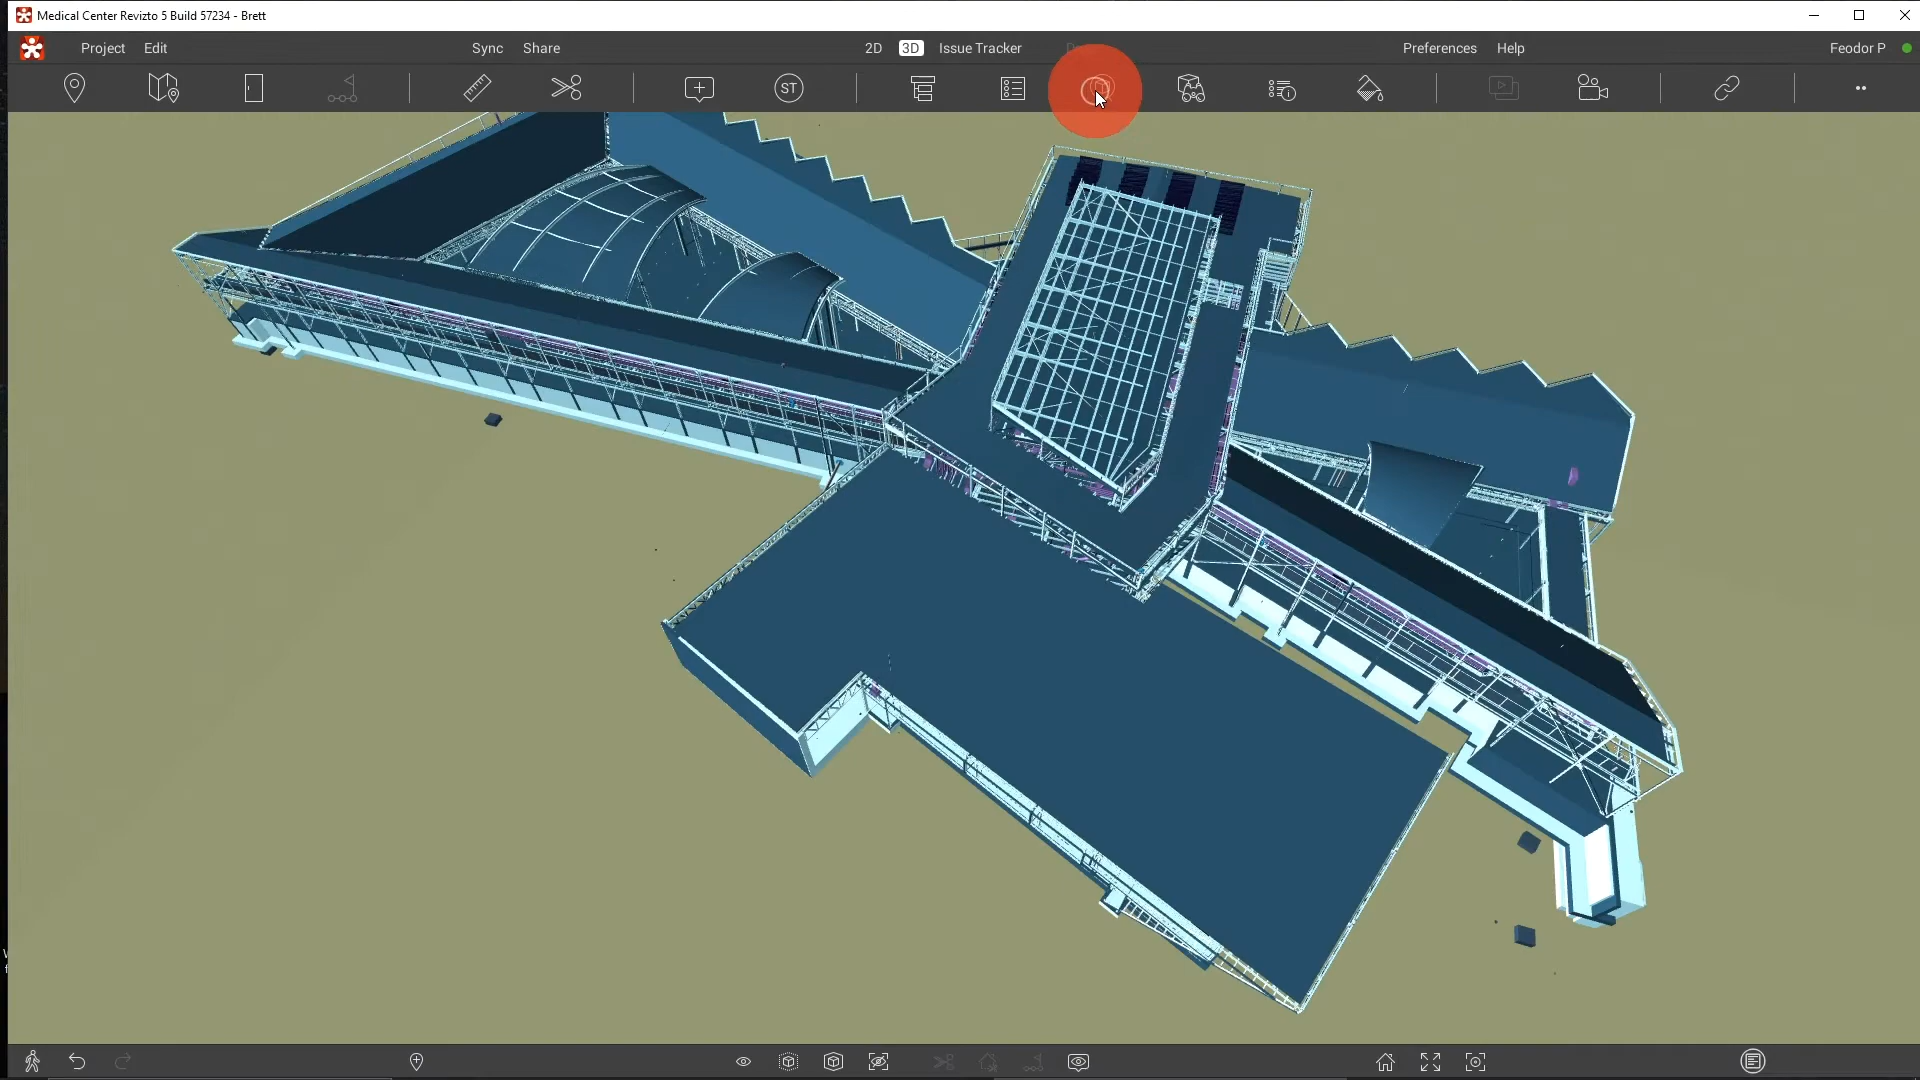 Medical Center Revizto 5 Build 57234 - Brett
Project Edit Sync Share 2D 3D Issue Tracker Preferences Help Feodor P
ST